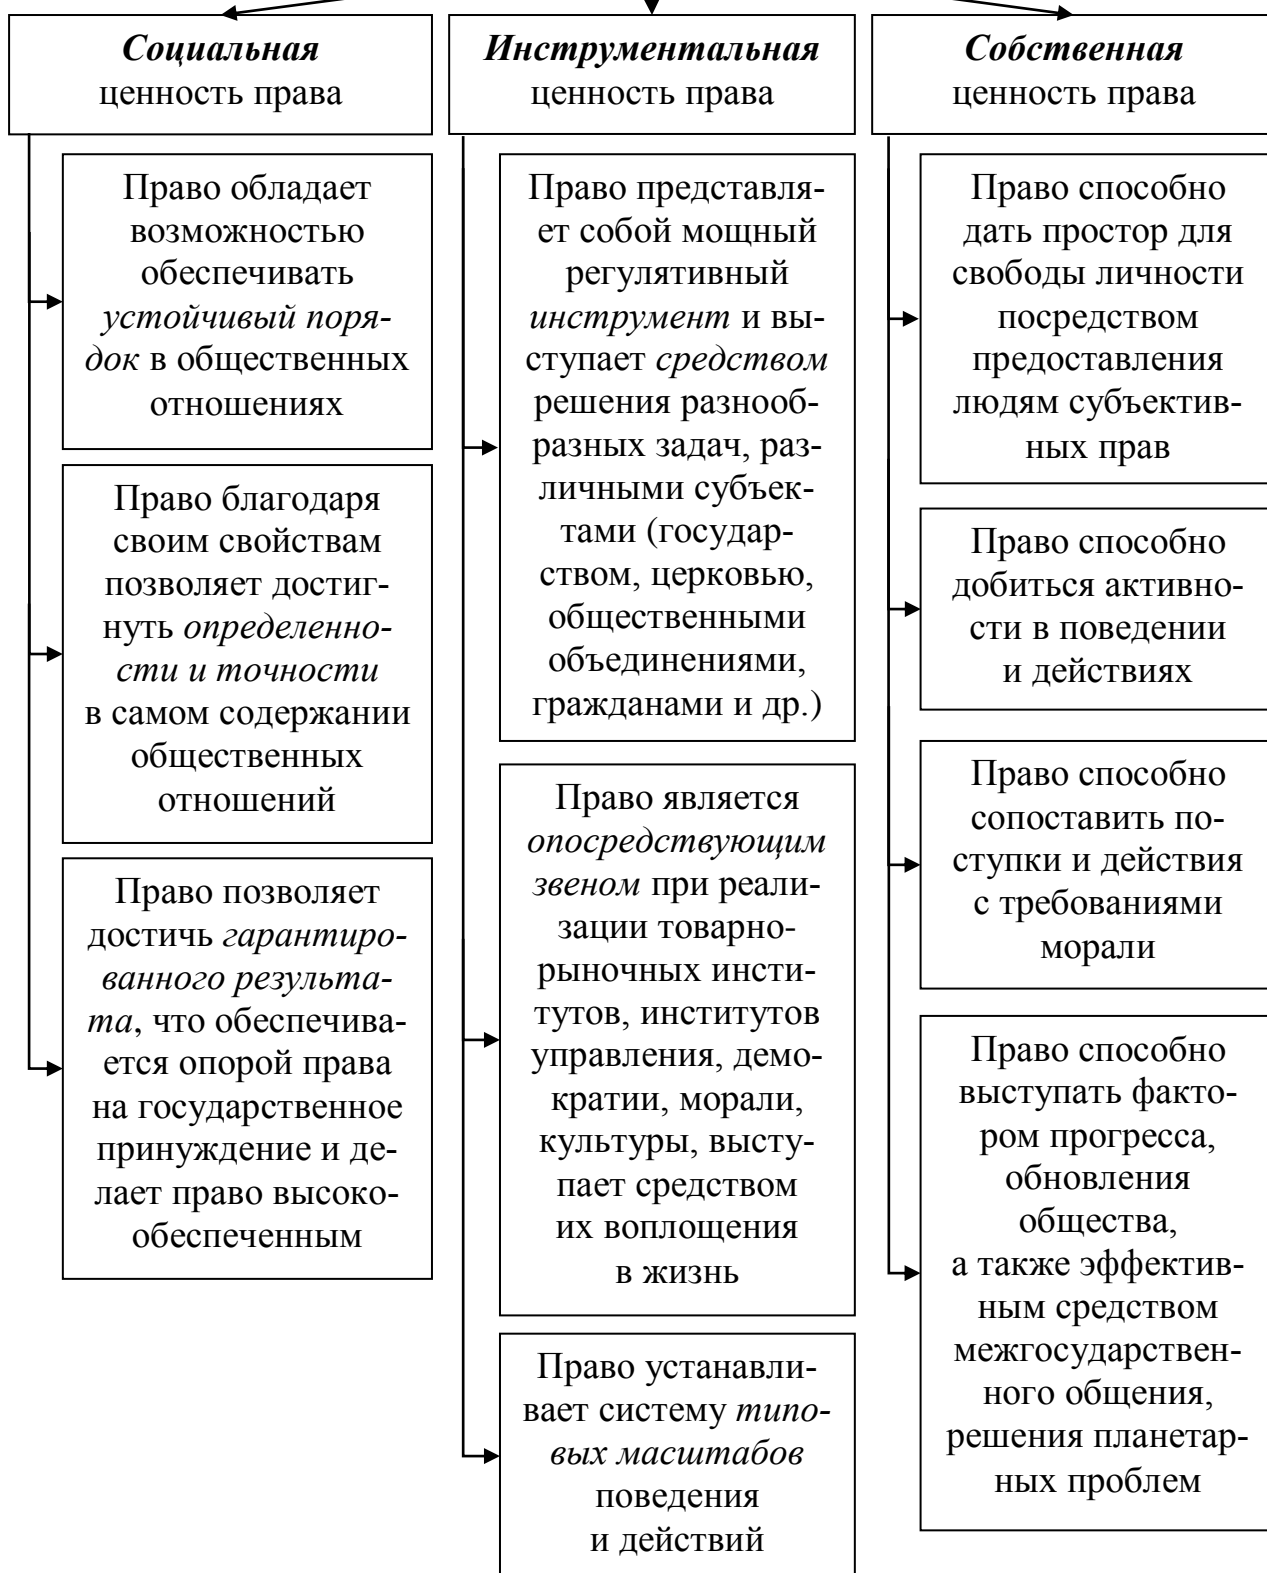 Социальная
ценность права
Право обладает
возможностью
обеспечивать
устойчивый поря-
док в общественных
отношениях
Право благодаря
своим свойствам
позволяет достиг-
нуть определенно-
сти и точности
в самом содержании
общественных
отношений
Право позволяет
достичь гарантиро-
ванного результа-
та, что обеспечива-
ется опорой права
на государственное
принуждение и де-
лает право высоко-
обеспеченным
Инструментальная
ценность права
Право представля-
ет собой мощный
регулятивный
инструмент и вы-
ступает средством
решения разнооб-
разных задач, раз-
личными субъек-
тами (государ-
ством, церковью,
общественными
объединениями,
гражданами и др.)
Право является
опосредствующим
звеном при реали-
зации товарно-
рыночных инсти-
тутов, институтов
управления, демо-
кратии, морали,
культуры, высту-
пает средством
их воплощения
в жизнь
Право устанавли-
вает систему типо-
вых масштабов
поведения
и действий
Собственная
ценность права
Право способно
дать простор для
свободы личности
посредством
предоставления
людям субъектив-
ных прав
Право способно
добиться активно-
сти в поведении
и действиях
Право способно
сопоставить по-
ступки и действия
с требованиями
морали
Право способно
выступать факто-
ром прогресса,
обновления
общества,
а также эффектив-
ным средством
межгосударствен-
ного общения,
решения планетар-
ных проблем